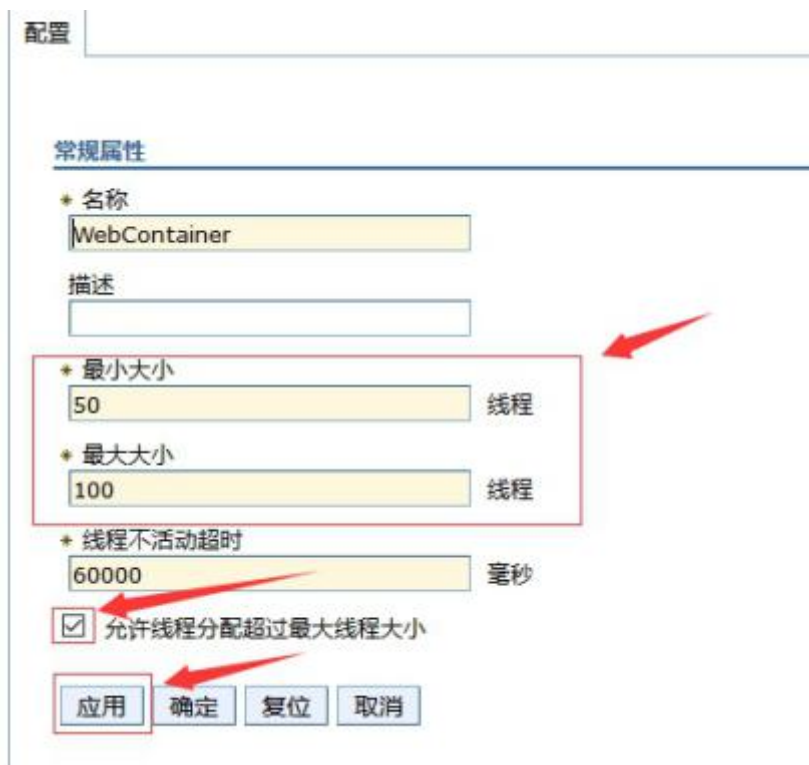 配置
常规属性
* 名称
WebContainer
描述
* 最小大小
50 线程
* 最大大小
100 线程
* 线程不活动超时
60000 毫秒
允许线程分配超过最大线程大小
应用 确定 复位 取消